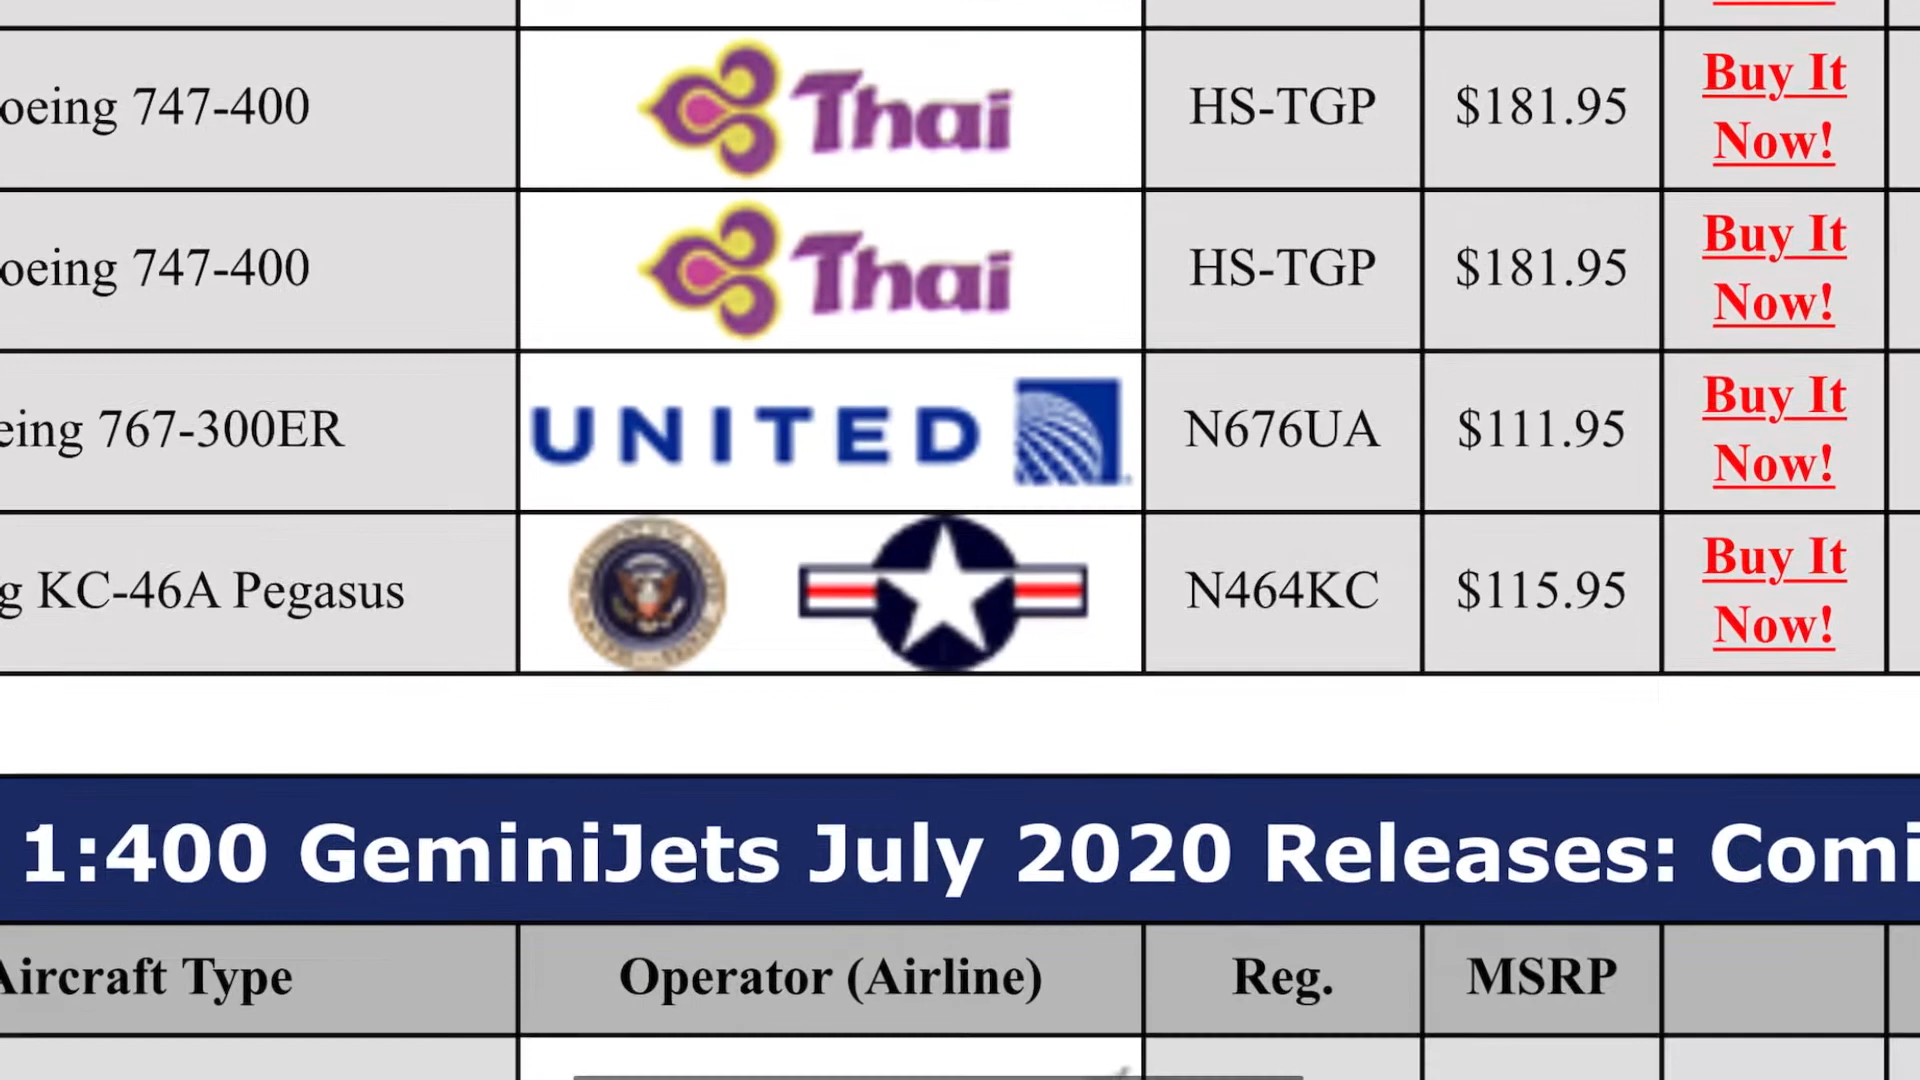 oeing 747-400 Thai HS-TGP $181.95 Buy It Now!
oeing 747-400 Thai HS-TGP $181.95 Buy It Now!
eing 767-300ER UNITED N676UA $111.95 Buy It Now!
g KC-46A Pegasus N464KC $115.95 Buy It Now!
1:400 GeminiJets July 2020 Releases: Comi
Aircraft Type Operator (Airline) Reg. MSRP